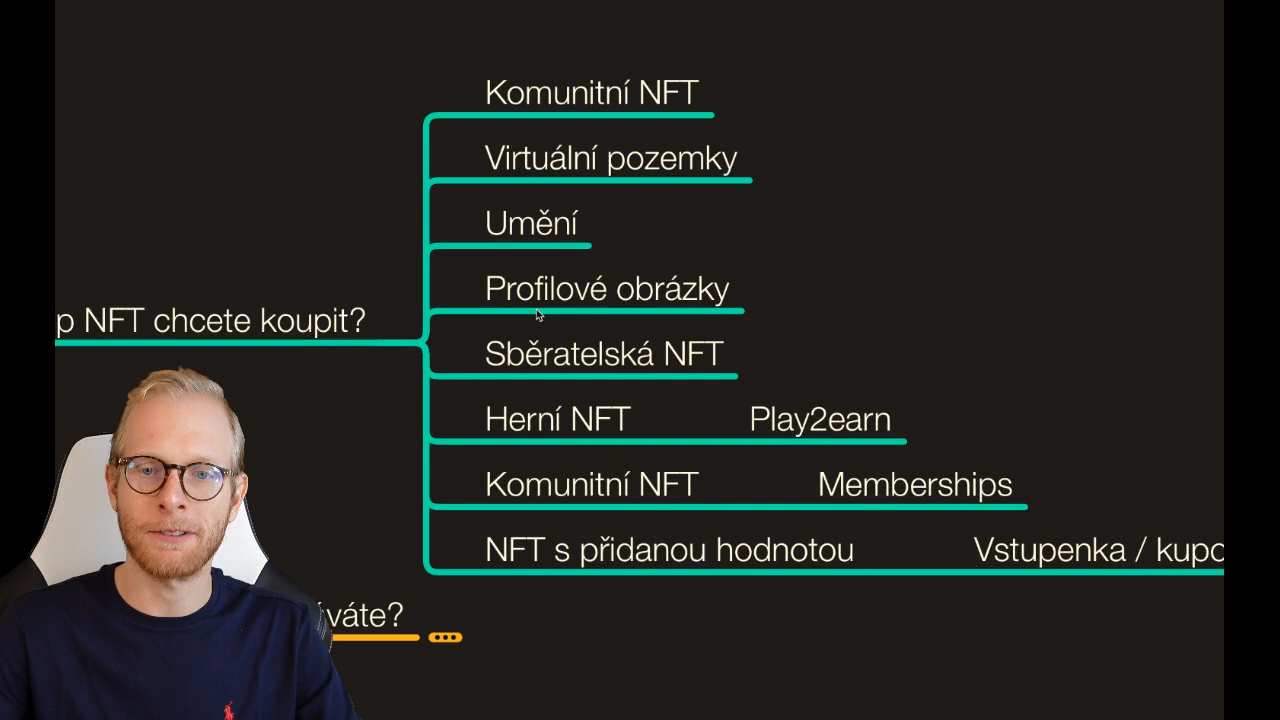 Komunitní NFT
Virtuální pozemky
Umění
Profilové obrázky
p NFT chcete koupit?
Sběratelská NFT
Herní NFT Play2earn
Komunitní NFT Memberships
NFT s přidanou hodnotou Vstupenka / kupo
váte?